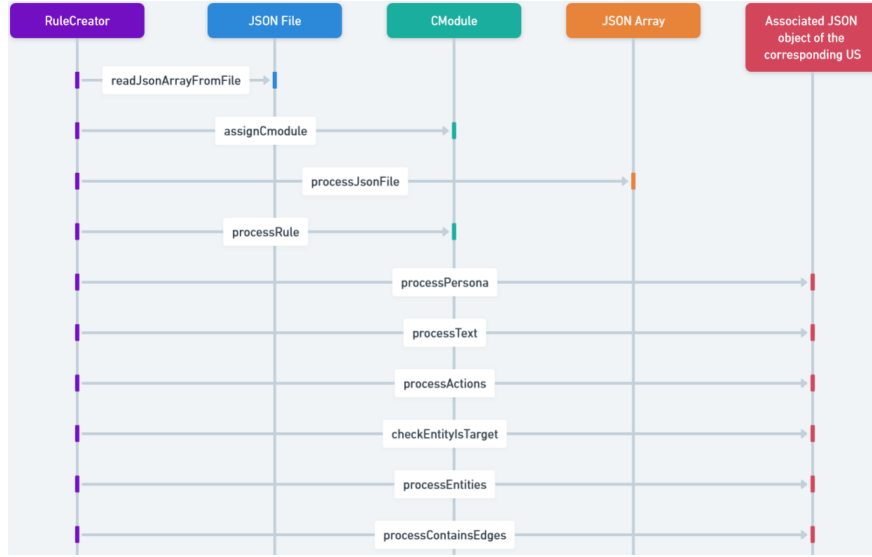 RuleCreator
JSON File
CModule
JSON Array
Associated JSON
object of the
corresponding US
readJsonArrayFromFile
assignCmodule
processJsonFile
processRule
processPersona
processText
processActions
checkEntityIsTarget
processEntities
processContainsEdges